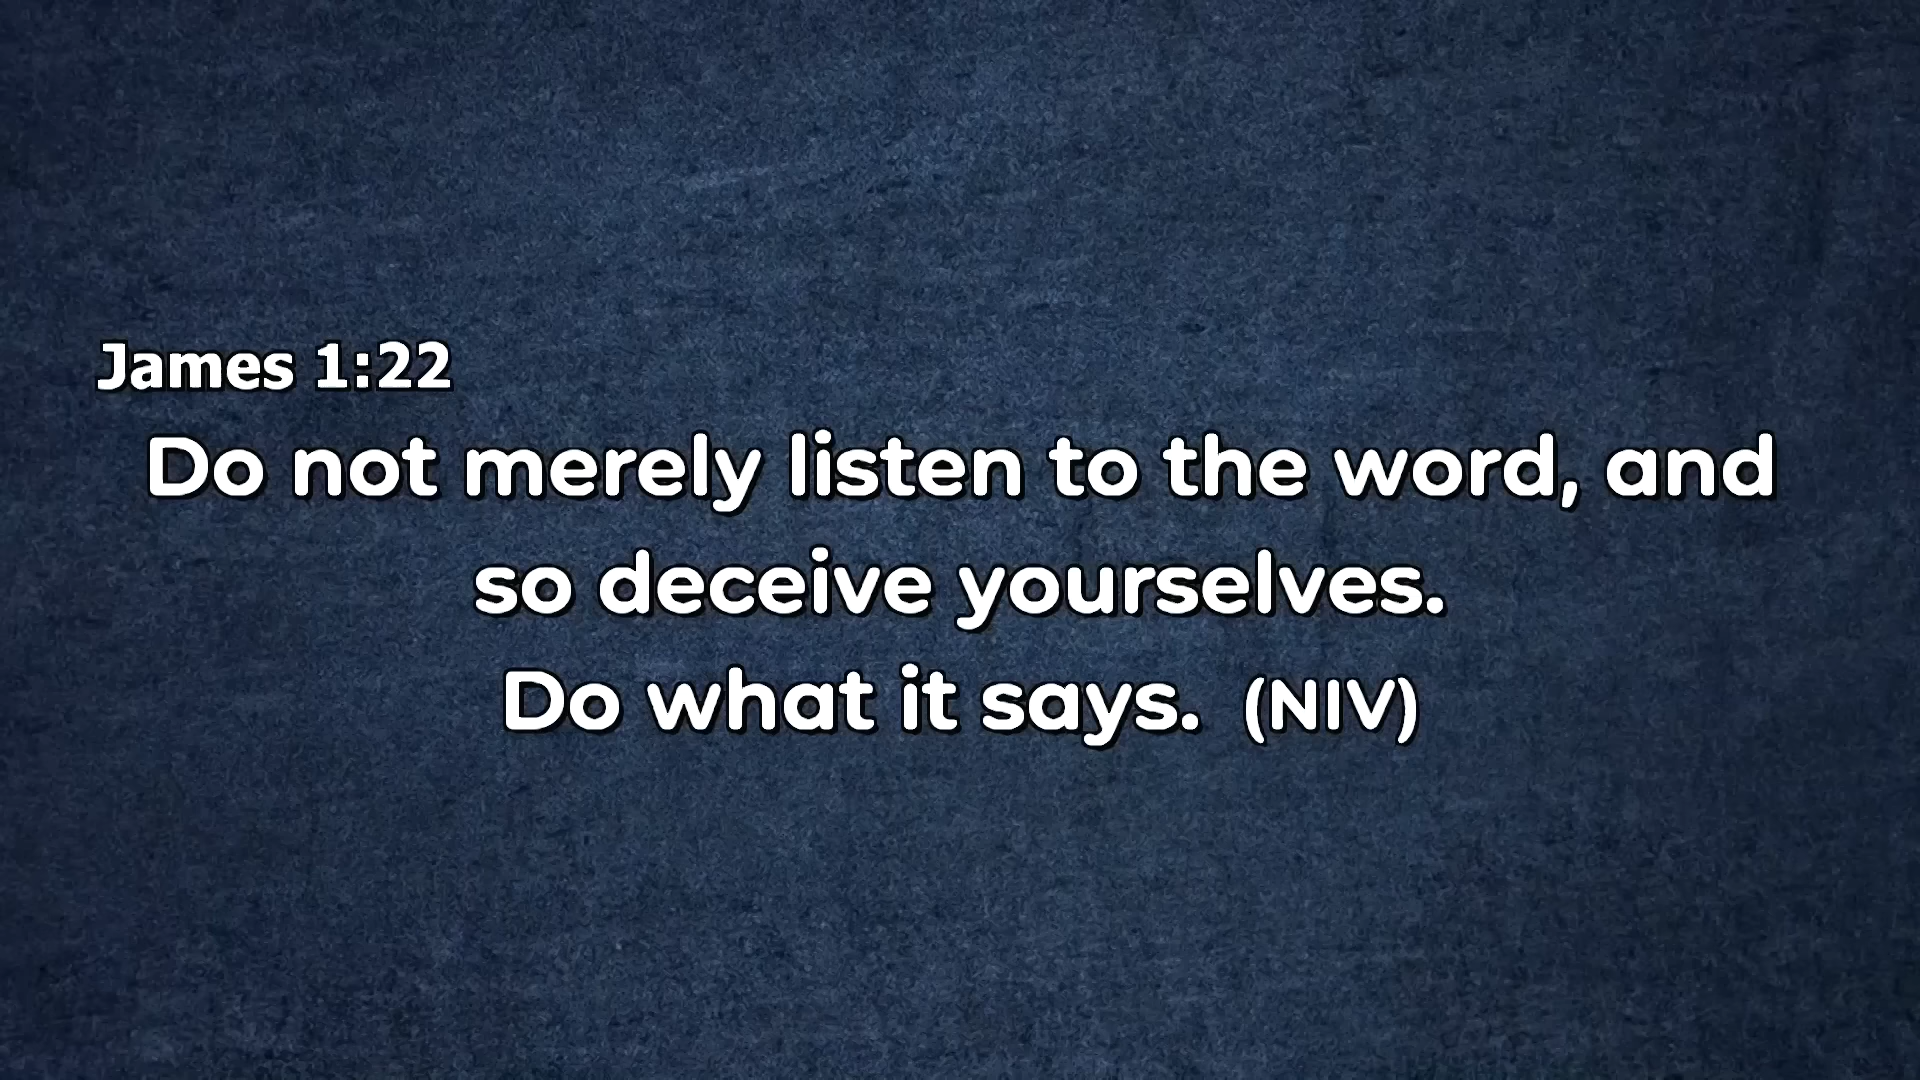 James 1:22
Do not merely listen to the word, and
so deceive yourselves.
Do what it says. (NIV)